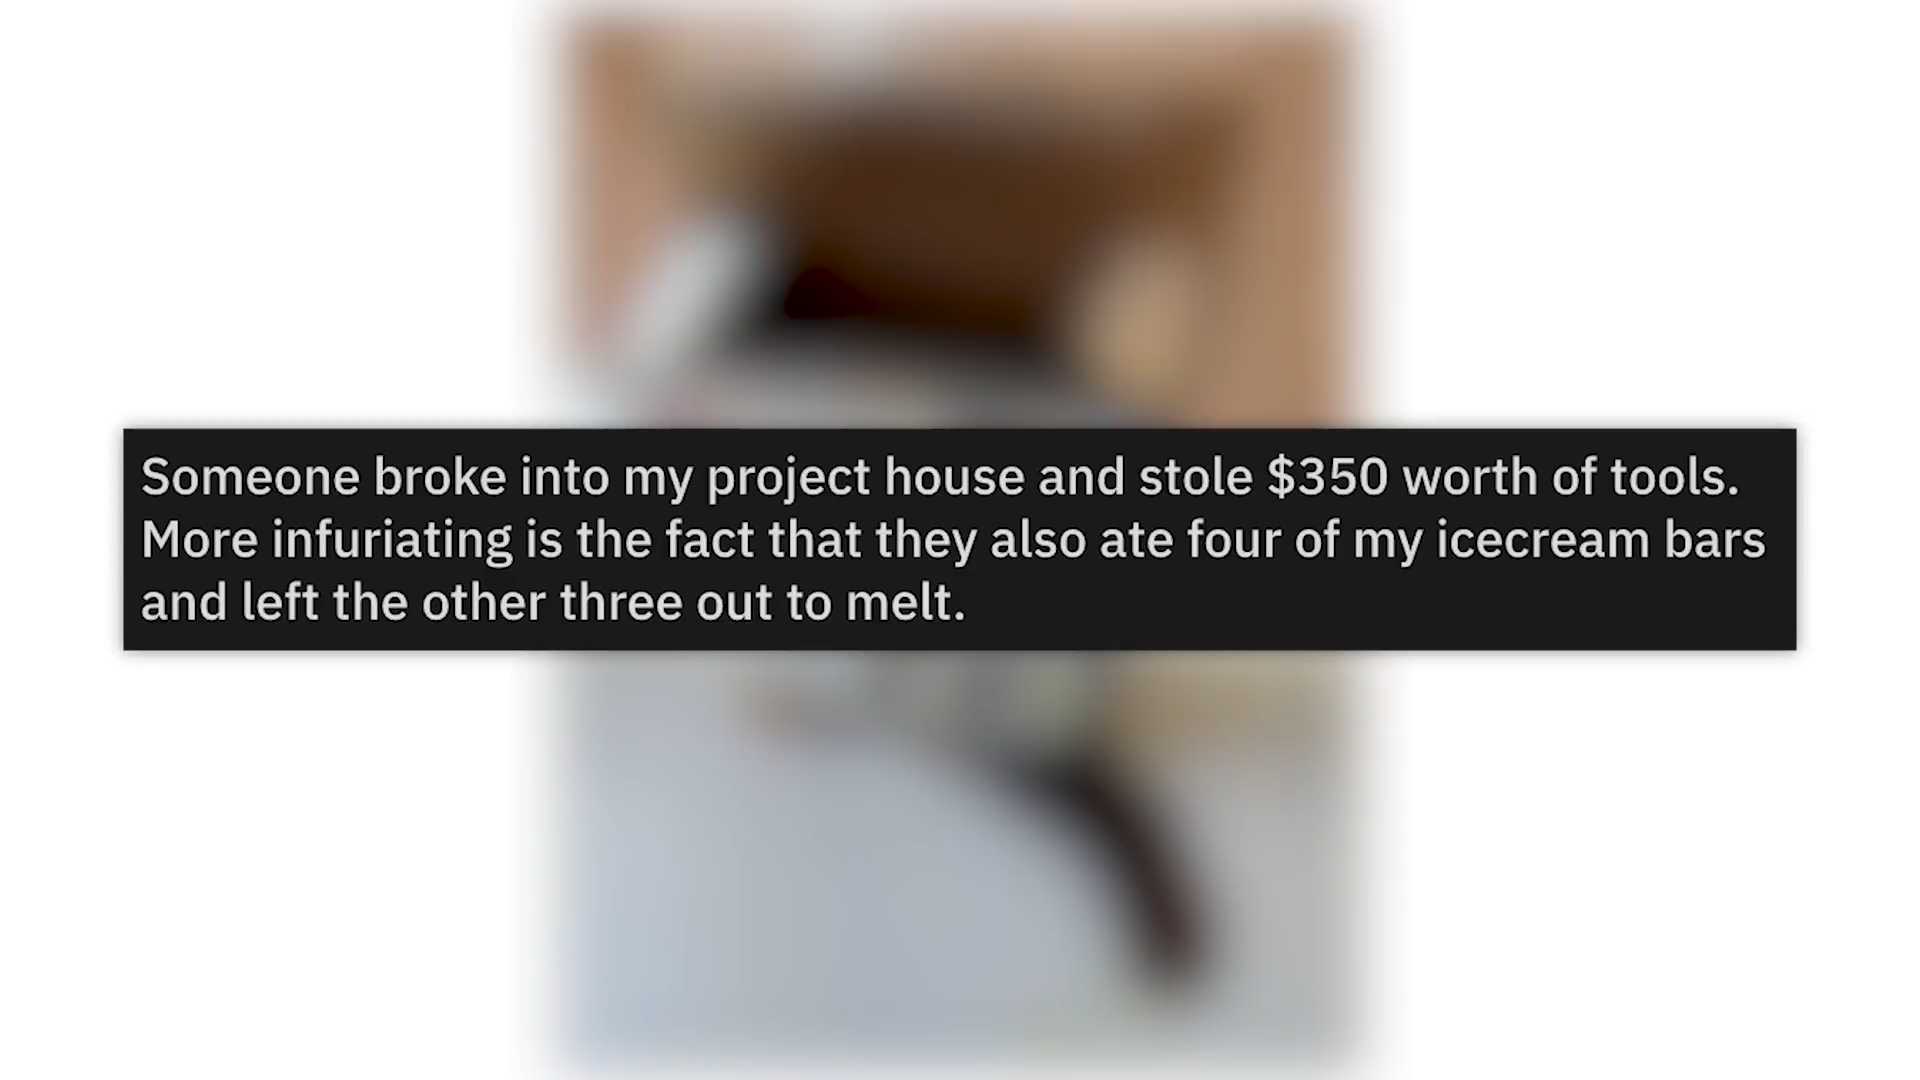 Someone broke into my project house and stole $350 worth of tools.
More infuriating is the fact that they also ate four of my icecream bars
and left the other three out to melt.